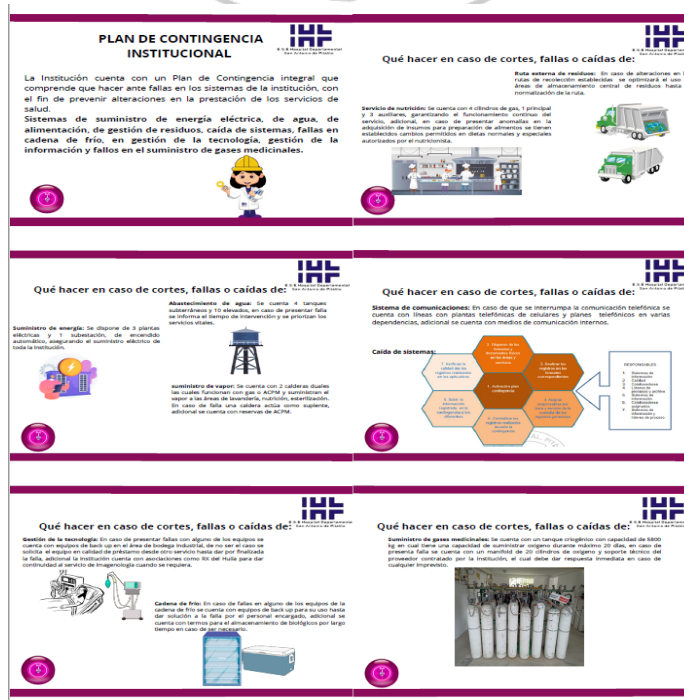 PLAN DE CONTINGENCIA
INSTITUCIONAL
E.S.E Hospital Departamental
San Antonio de Pitalito
La Institución cuenta con un Plan de Contingencia integral que
comprende que hacer ante fallas en los sistemas de la institución, con
el fin de prevenir alteraciones en la prestación de los servicios de
salud.
Sistemas de suministro de energía eléctrica, de agua, de
alimentación, de gestión de residuos, caída de sistemas, fallas en
cadena de frío, en gestión de la tecnología, gestión de la
información y fallos en el suministro de gases medicinales.
Qué hacer en caso de cortes, fallas o caídas de:
Ruta externa de residuos: En caso de alteraciones en
rutas de recolección establecidas se optimizará el uso
áreas de almacenamiento central de residuos hasta
normalización de la ruta.
Servicio de nutrición: Se cuenta con 4 cilindros de gas, 1 principal
y 3 auxiliares, garantizando el funcionamiento continuo del
servicio, adicional, en caso de presentar anomalías en la
adquisición de insumos para preparación de alimentos se tienen
establecidos cambios permitidos en dietas normales y especiales
autorizados por el nutricionista.
Qué hacer en caso de cortes, fallas o caídas de:
E.S.E Hospital Departamental
San Antonio de Pitalito
Abastecimiento de agua: Se cuenta 4 tanques
subterráneos y 10 elevados, en caso de presentar falla
se informa el tiempo de intervención y se priorizan los
servicios vitales.
Suministro de energía: Se dispone de 3 plantas
eléctricas y 1 subestación, de encendido
automático, asegurando el suministro eléctrico de
toda la institución.
suministro de vapor: Se cuenta con 2 calderas duales
las cuales funcionan con gas o ACPM y suministran el
vapor a las áreas de lavandería, nutrición, esterilización.
En caso de falla una caldera actúa como suplente,
adicional se cuenta con reservas de ACPM.
Qué hacer en caso de cortes, fallas o caídas de:
Sistema de comunicaciones: En caso de que se interrumpa la comunicación telefónica se
cuenta con líneas con plantas telefónicas de celulares y planes telefónicos en varias
dependencias, adicional se cuenta con medios de comunicación internos.
Caída de sistemas:
RESPONSABLES
Qué hacer en caso de cortes, fallas o caídas de:
E.S.E Hospital Departamental
San Antonio de Pitalito
Gestión de la tecnología: En caso de presentar fallas con alguno de los equipos se
cuenta con equipos de back up en el área de bodega industrial, de no ser el caso se
solicita el equipo en calidad de préstamo desde otro servicio hasta dar por finalizada
la falla, adicional la institución cuenta con asociaciones como RX del Huila para dar
continuidad al servicio de imagenología cuando se requiera.
Cadena de frío: En caso de fallas en alguno de los equipos de la
cadena de frío se cuenta con equipos de back up para su uso hasta
dar solución a la falla por el personal encargado, adicional se
cuenta con termos para el almacenamiento de biológicos por largo
tiempo en caso de ser necesario.
Qué hacer en caso de cortes, fallas o caídas de:
Suministro de gases medicinales: Se cuenta con un tanque criogénico con capacidad de 6800
kg en cual tiene una capacidad de suministrar oxígeno durante máximo 20 días, en caso de
presenta falla se cuenta con un manifold de 20 cilindros de oxígeno y soporte técnico del
proveedor contratado por la Institución, el cual debe dar respuesta inmediata en caso de
cualquier imprevisto.